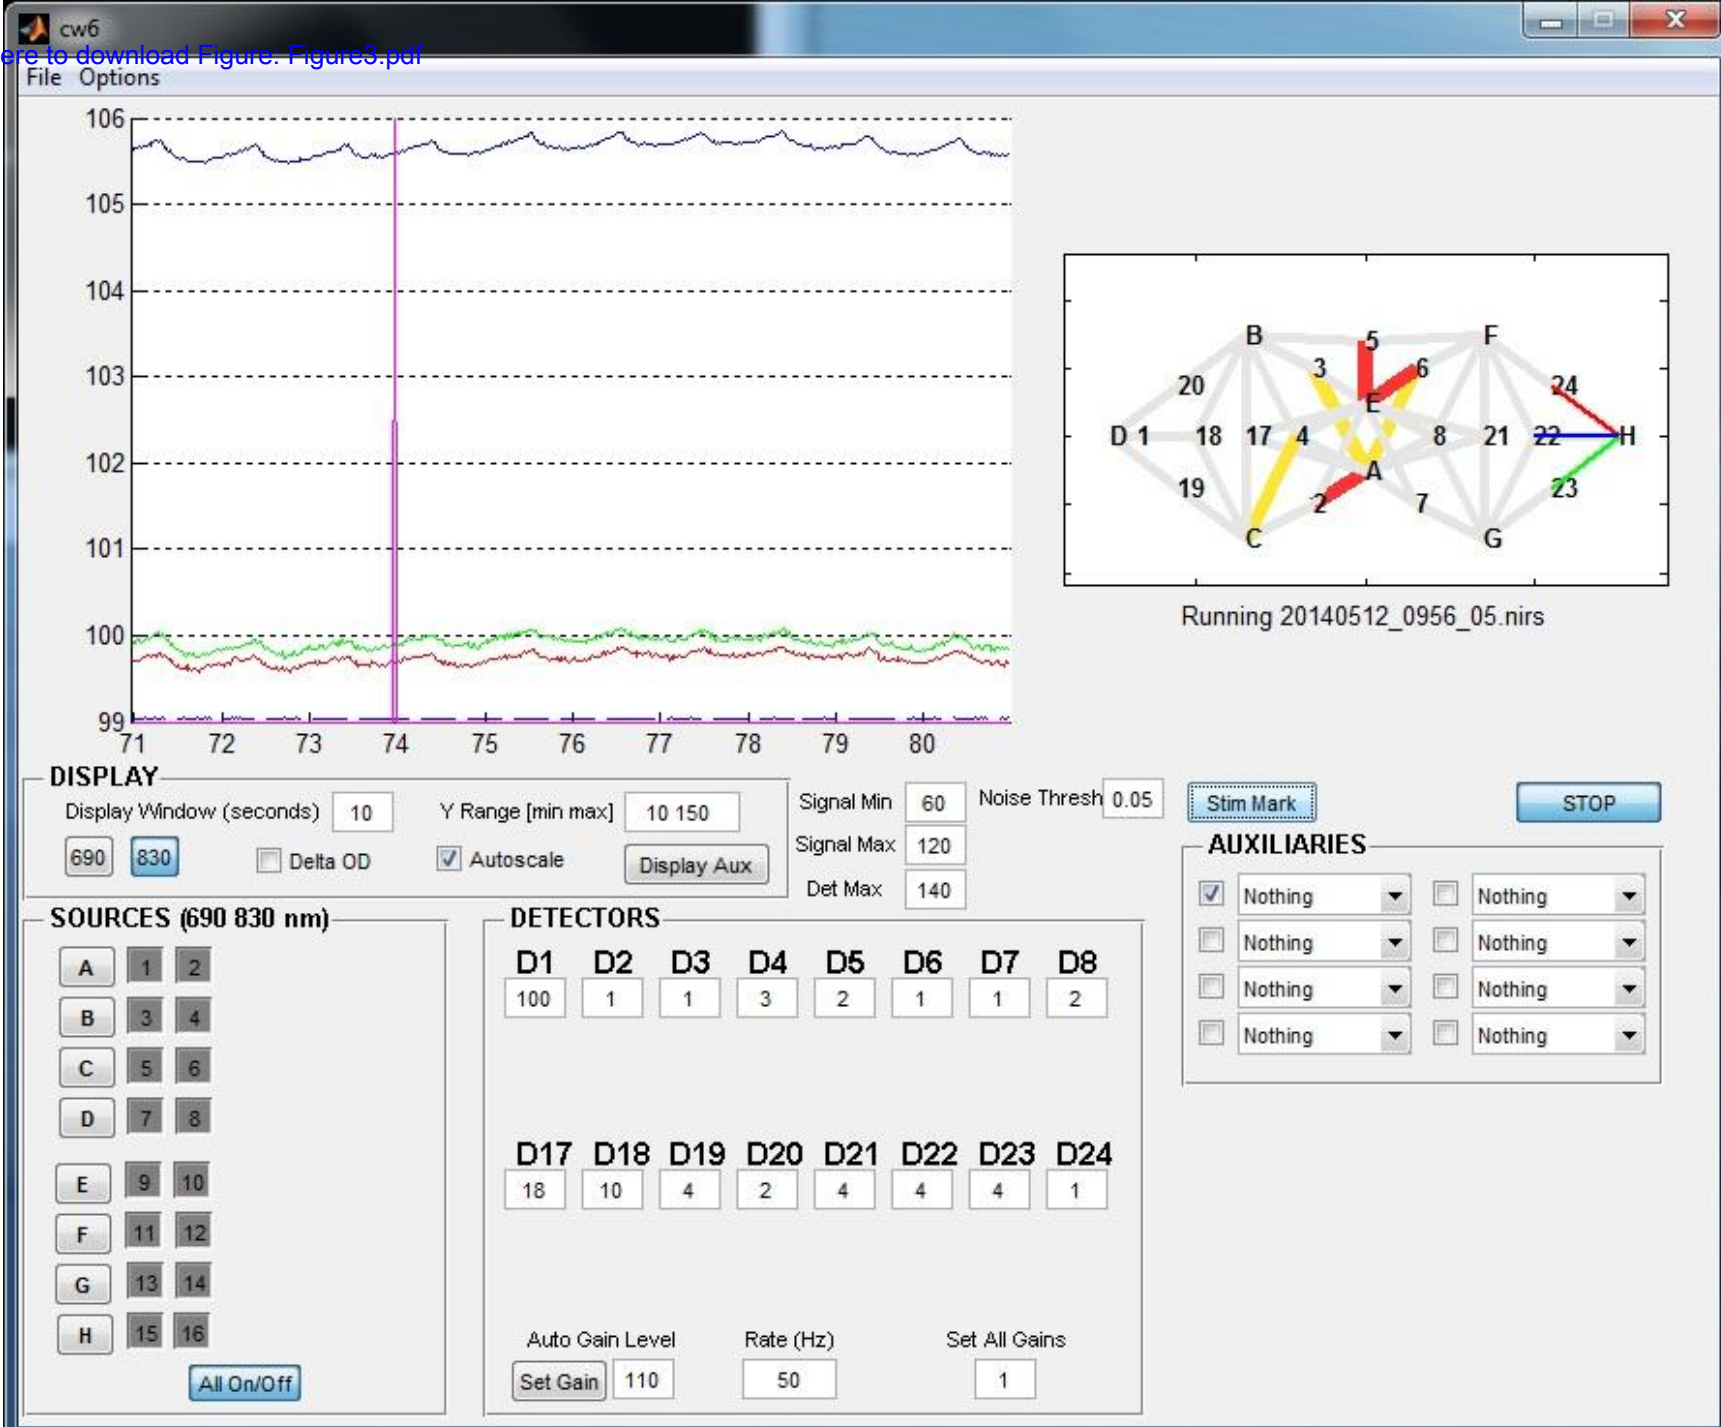 cw6
ere to download Figure: Figure3.pdf
File Options
106
105
104
103
102
101
100
99
71 72 73 74 75 76 77 78 79 80
B 5 F
3 6
20 E 24
D 1 18 17 4 8 21 22 H
A
19 2 7 23
C G
Running 20140512_0956_05.nirs
DISPLAY
Display Window (seconds) 10 Y Range [min max] 10 150
690 830 Delta OD Autoscale Display Aux
Signal Min 60 Noise Thresh 0.05
Signal Max 120
Det Max 140
Stim Mark STOP
AUXILIARIES
Nothing Nothing
Nothing Nothing
Nothing Nothing
Nothing Nothing
SOURCES (690 830 nm)
A 1 2
B 3 4
C 5 6
D 7 8
E 9 10
F 11 12
G 13 14
H 15 16
All On/Off
DETECTORS
D1 D2 D3 D4 D5 D6 D7 D8
100 1 1 3 2 1 1 2
D17 D18 D19 D20 D21 D22 D23 D24
18 10 4 2 4 4 4 1
Auto Gain Level Rate (Hz) Set All Gains
Set Gain 110 50 1